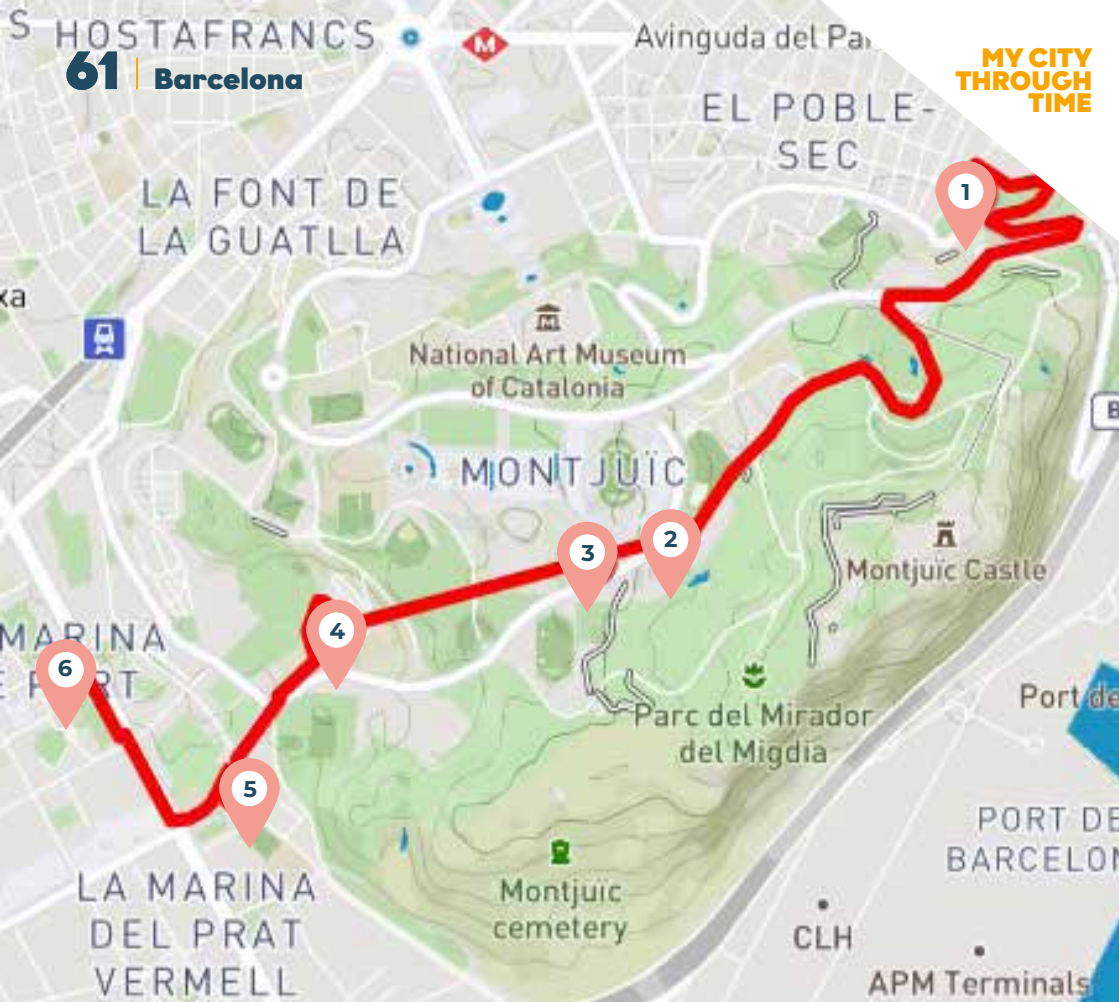 S HOSTAFRANCS
M
Avinguda del Par
61 | Barcelona
MY CITY
THROUGH
TIME
EL POBLE-
SEC
1
LA FONT DE
LA GUATLLA
xa
M
National Art Museum
of Catalonia
B
MONTJUÏC
3
2
Montjuïc Castle
4
MARINA
6
E PORT
Port de
Parc del Mirador
del Migdia
5
PORT DE
BARCELON
LA MARINA
DEL PRAT
VERMELL
Montjuïc
cemetery
CLH
APM Terminals